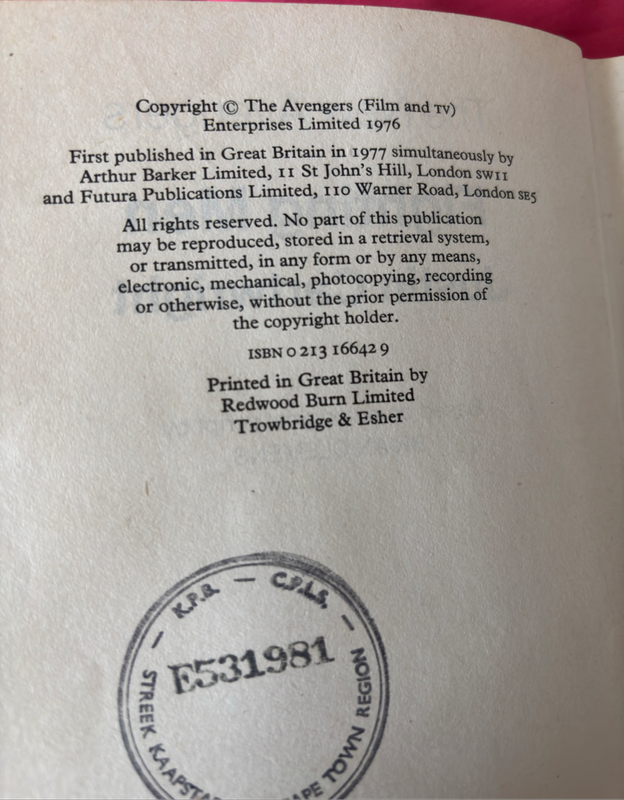 Copyright © The Avengers (Film and TV)
Enterprises Limited 1976
First published in Great Britain in 1977 simultaneously by
Arthur Barker Limited, 11 St John's Hill, London SW11
and Futura Publications Limited, 110 Warner Road, London SE5
All rights reserved. No part of this publication
may be reproduced, stored in a retrieval system,
or transmitted, in any form or by any means,
electronic, mechanical, photocopying, recording
or otherwise, without the prior permission of
the copyright holder.
ISBN 0 213 16642 9
Printed in Great Britain by
Redwood Burn Limited
Trowbridge & Esher
— K.P.B. — C.P.L.S. —
E531981
STREEK
TOWN REGION